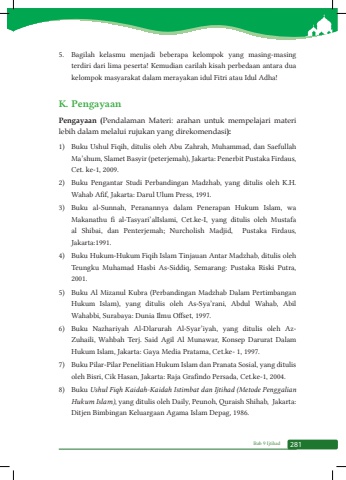 5. Bagilah kelasmu menjadi beberapa kelompok yang masing-masing
terdiri dari lima peserta! Kemudian carilah kisah perbedaan antara dua
kelompok masyarakat dalam merayakan idul Fitri atau Idul Adha!
K. Pengayaan
Pengayaan (Pendalaman Materi: arahan untuk mempelajari materi
lebih dalam melalui rujukan yang direkomendasi):
1) Buku Ushul Fiqih, ditulis oleh Abu Zahrah, Muhammad, dan Saefullah
Ma'shum, Slamet Basyir (peterjemah), Jakarta: Penerbit Pustaka Firdaus,
Cet. ke-1, 2009.
2) Buku Pengantar Studi Perbandingan Madzhab, yang ditulis oleh K.H.
Wahab Afif, Jakarta: Darul Ulum Press, 1991.
3) Buku al-Sunnah, Peranannya dalam Penerapan Hukum Islam, wa
Makanathu fi al-Tasyari'alIslami, Cet.ke-I, yang ditulis oleh Mustafa
al Shibai, dan Penterjemah; Nurcholish Madjid, Pustaka Firdaus,
Jakarta:1991.
4) Buku Hukum-Hukum Fiqih Islam Tinjauan Antar Madzhab, ditulis oleh
Teungku Muhamad Hasbi As-Siddiq, Semarang: Pustaka Riski Putra,
2001.
5) Buku Al Mizanul Kubra (Perbandingan Madzhab Dalam Pertimbangan
Hukum Islam), yang ditulis oleh As-Sya'rani, Abdul Wahab, Abil
Wahabbi, Surabaya: Dunia Ilmu Offset, 1997.
6) Buku Nazhariyah Al-Dlarurah Al-Syar'iyah, yang ditulis oleh Az-
Zuhaili, Wahbah Terj. Said Agil Al Munawar, Konsep Darurat Dalam
Hukum Islam, Jakarta: Gaya Media Pratama, Cet.ke- 1, 1997.
7) Buku Pilar-Pilar Penelitian Hukum Islam dan Pranata Sosial, yang ditulis
oleh Bisri, Cik Hasan, Jakarta: Raja Grafindo Persada, Cet.ke-1, 2004.
8) Buku Ushul Fiqh Kaidah-Kaidah Istimbat dan Ijtihad (Metode Penggalian
Hukum Islam), yang ditulis oleh Daily, Peunoh, Quraish Shihab, Jakarta:
Ditjen Bimbingan Keluargaan Agama Islam Depag, 1986.
Bab 9 Ijtihad 281